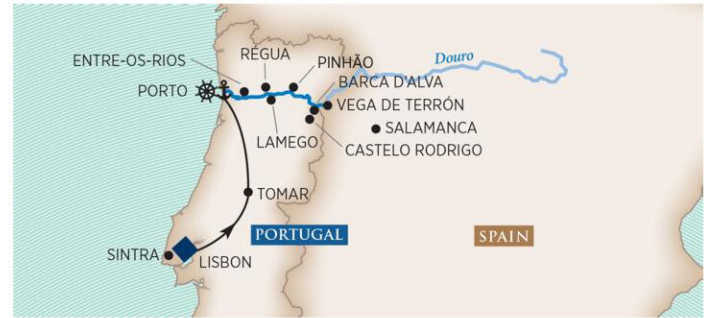 Douro
RÉGUA
ENTRE-OS-RIOS
PINHÃO
BARCA D'ALVA
PORTO
VEGA DE TERRÓN
SALAMANCA
LAMEGO
CASTELO RODRIGO
TOMAR
PORTUGAL
SPAIN
SINTRA
LISBON